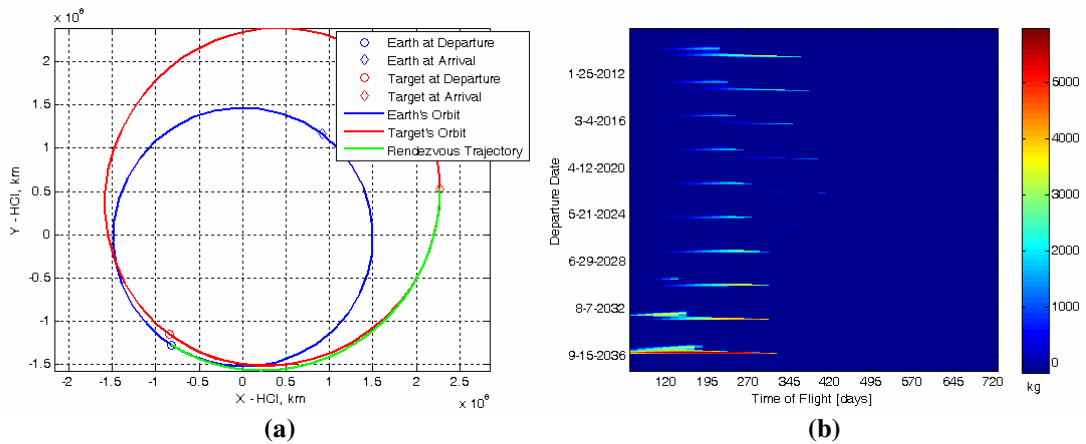 x 10^8
2
1.5
1
0.5
0
-0.5
-1
-1.5
Y - HCI, km
-2 -1.5 -1 -0.5 0 0.5 1 1.5 2 2.5
X - HCI, km
x 10^8
Earth at Departure
Earth at Arrival
Target at Departure
Target at Arrival
Earth's Orbit
Target's Orbit
Rendezvous Trajectory
(a)
Departure Date
1-25-2012
3-4-2016
4-12-2020
5-21-2024
6-29-2028
8-7-2032
9-15-2036
120 195 270 345 420 495 570 645 720
Time of Flight [days]
5000
4000
3000
2000
1000
0
kg
(b)